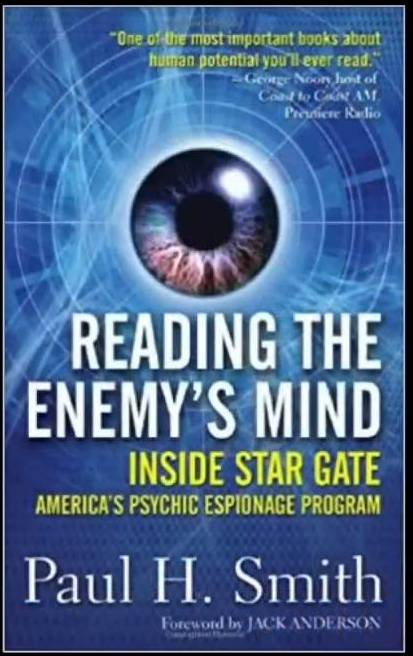 "One of the most important books about
human potential you'll ever read."
—George Noory, host of
Coast to Coast AM,
Premiere Radio
READING THE
ENEMY'S MIND
INSIDE STAR GATE
AMERICA'S PSYCHIC ESPIONAGE PROGRAM
Paul H. Smith
Foreword by JACK ANDERSON